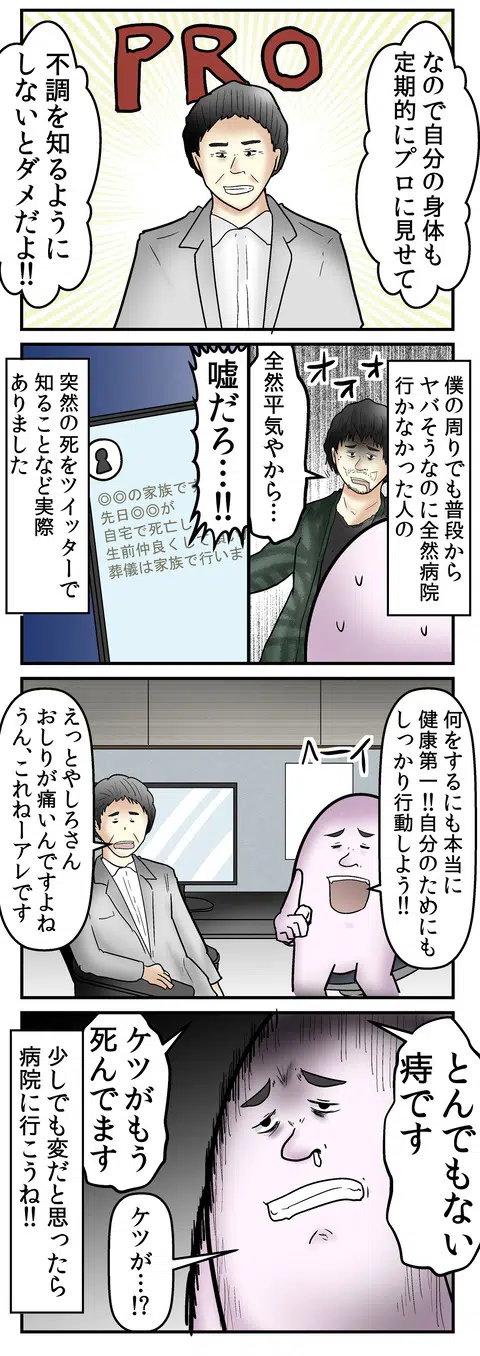 PRO
なので自分の身体も
定期的にプロに見せて
不調を知るように
しないとダメだよ!!
僕の周りでも普段から
ヤバそうなのに全然病院
行かなかった人の
オオオ
全然平気やから…
嘘だろ…!!
◎◎の家族です
先日◎◎が
自宅で死亡し
生前仲良くして
葬儀は家族で行いま
突然の死をツイッターで
知ることなど実際
ありました
何をするにも本当に
健康第一!!自分のためにも
しっかり行動しよう!!
へーイ
えっとやしろさん
おしりが痛いんですよね
うん、これねーアレです
とんでもない
痔です
ケツがもう
死んでます
ケツが…!?
少しでも変だと思ったら
病院に行こうね!!